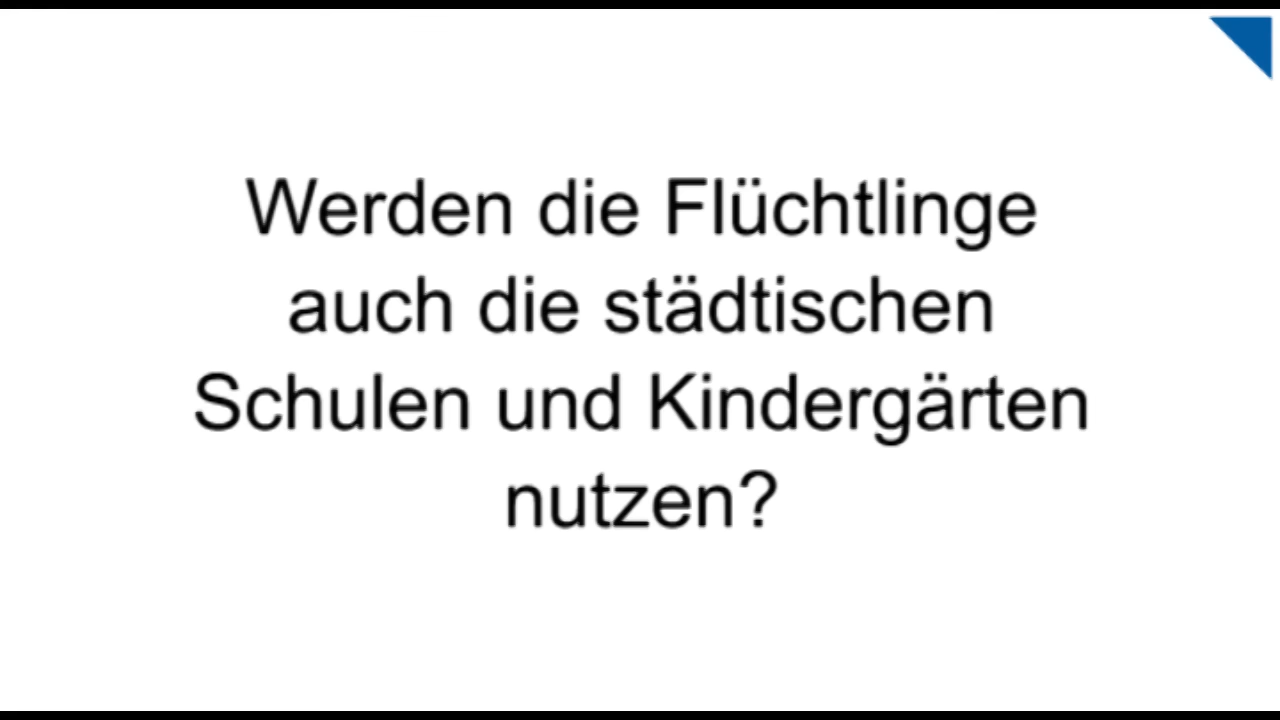 Werden die Flüchtlinge
auch die städtischen
Schulen und Kindergärten
nutzen?